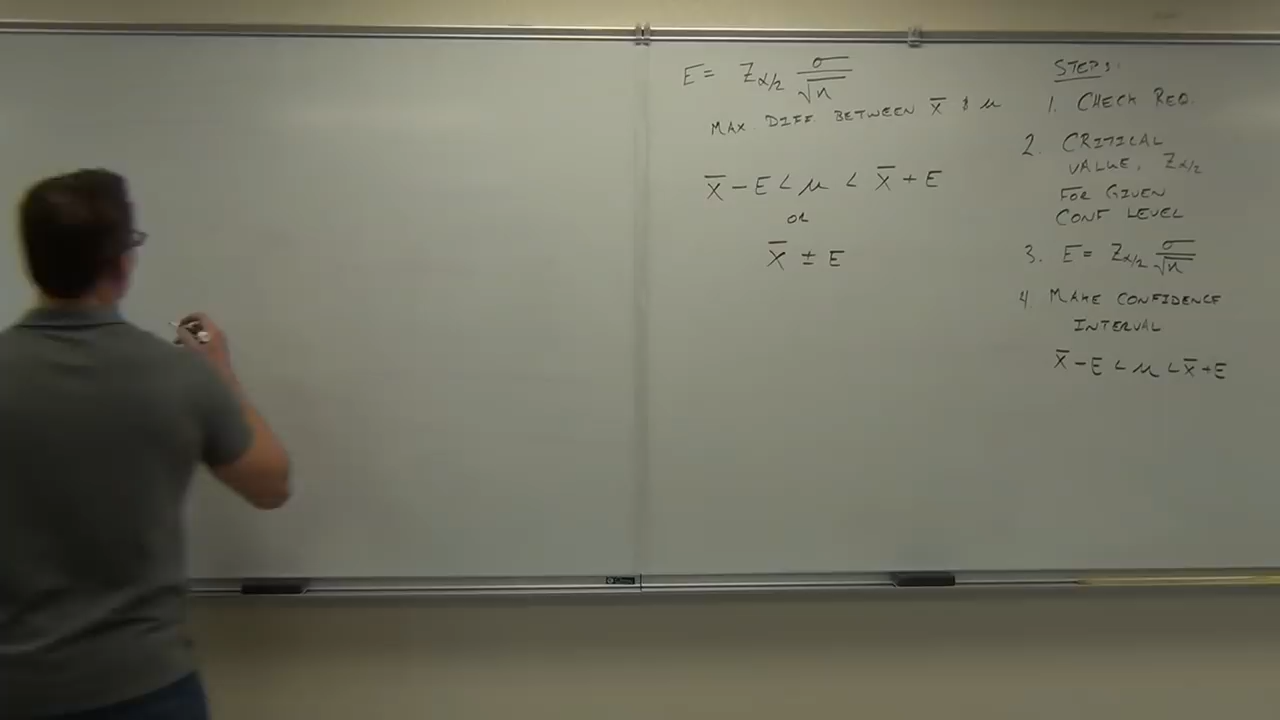 E = Zα/2 σ/√n
MAX. DIFF BETWEEN x̄ & μ
x̄ - E < μ < x̄ + E
OR
x̄ ± E
STEPS:
1. CHECK REQ.
2. CRITICAL
VALUE, Zα/2
FOR GIVEN
CONF LEVEL
3. E = Zα/2 σ/√n
4. MAKE CONFIDENCE
INTERVAL
x̄ - E < μ < x̄ + E